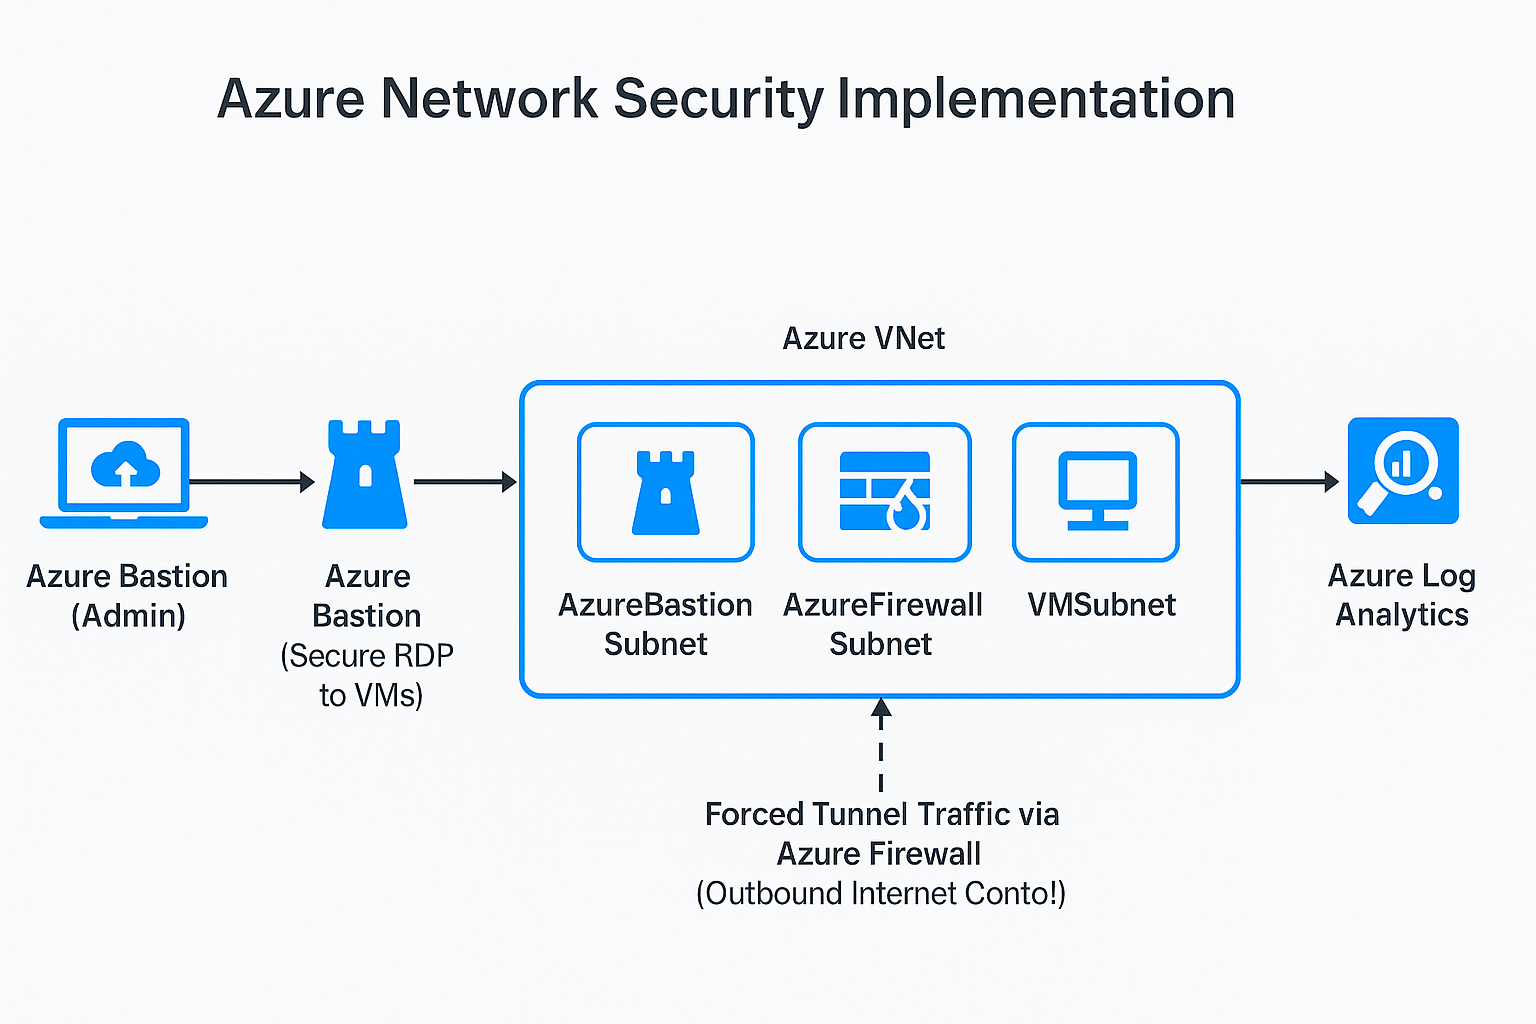 Azure Network Security Implementation
Azure VNet
Azure Bastion
(Admin)
Azure
Bastion
(Secure RDP
to VMs)
AzureBastion
Subnet
AzureFirewall
Subnet
VMSubnet
Azure Log
Analytics
Forced Tunnel Traffic via
Azure Firewall
(Outbound Internet Conto!)